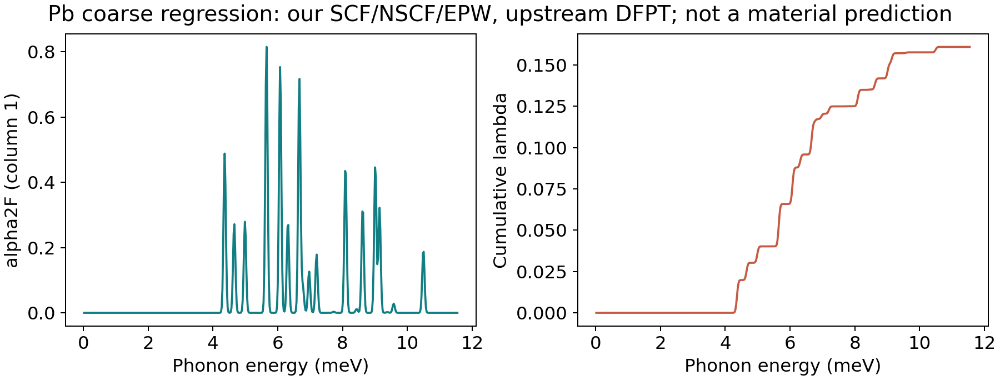 Pb coarse regression: our SCF/NSCF/EPW, upstream DFPT; not a material prediction
alpha2F (column 1)
0.8
0.6
0.4
0.2
0.0
0 2 4 6 8 10 12
Phonon energy (meV)
Cumulative lambda
0.150
0.125
0.100
0.075
0.050
0.025
0.000
0 2 4 6 8 10 12
Phonon energy (meV)